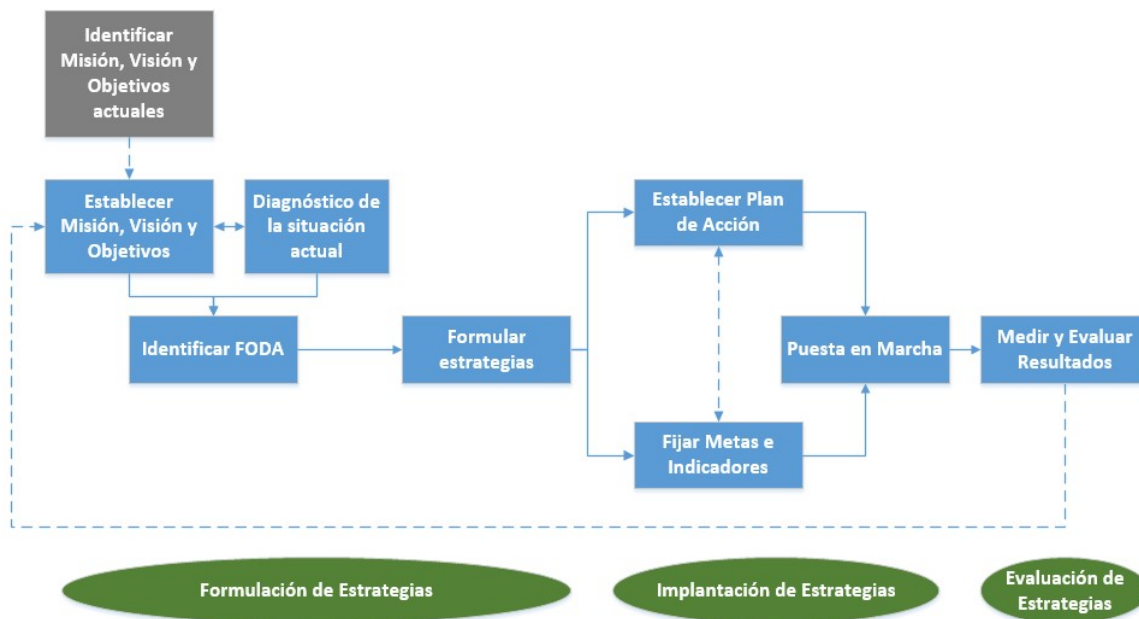 Identificar
Misión, Visión y
Objetivos
actuales
Establecer
Misión, Visión y
Objetivos
Diagnóstico de
la situación
actual
Establecer Plan
de Acción
Identificar FODA
Formular
estrategias
Puesta en Marcha
Medir y Evaluar
Resultados
Fijar Metas e
Indicadores
Formulación de Estrategias
Implantación de Estrategias
Evaluación de
Estrategias